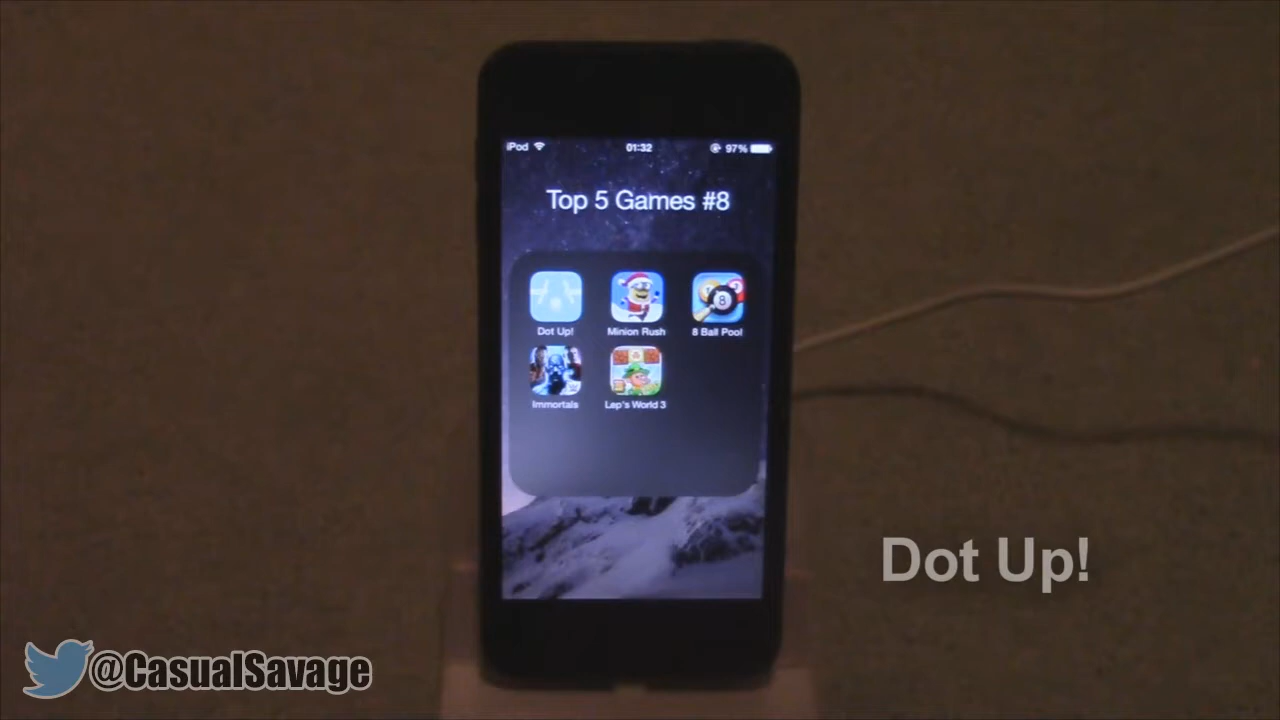 iPod 01:32 97%
Top 5 Games #8
Dot Up! Minion Rush 8 Ball Pool
Immortals Lep's World 3
Dot Up!
@CasualSavage